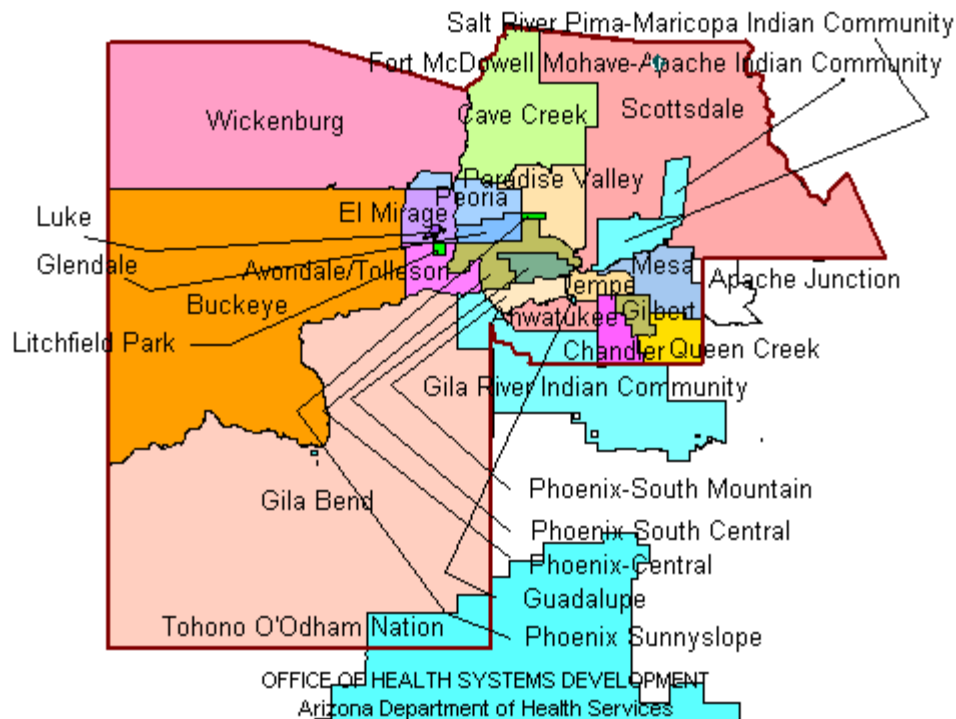 Salt River Pima-Maricopa Indian Community
Fort McDowell Mohave-Apache Indian Community
Scottsdale
Cave Creek
Wickenburg
Paradise Valley
Peoria
El Mirage
Luke
Glendale
Avondale/Tolleson
Mesa
Tempe
Apache Junction
Buckeye
Ahwatukee
Gilbert
Litchfield Park
Chandler
Queen Creek
Gila River Indian Community
Phoenix-South Mountain
Gila Bend
Phoenix South Central
Phoenix-Central
Guadalupe
Tohono O'Odham Nation
Phoenix Sunnyslope
OFFICE OF HEALTH SYSTEMS DEVELOPMENT
Arizona Department of Health Services